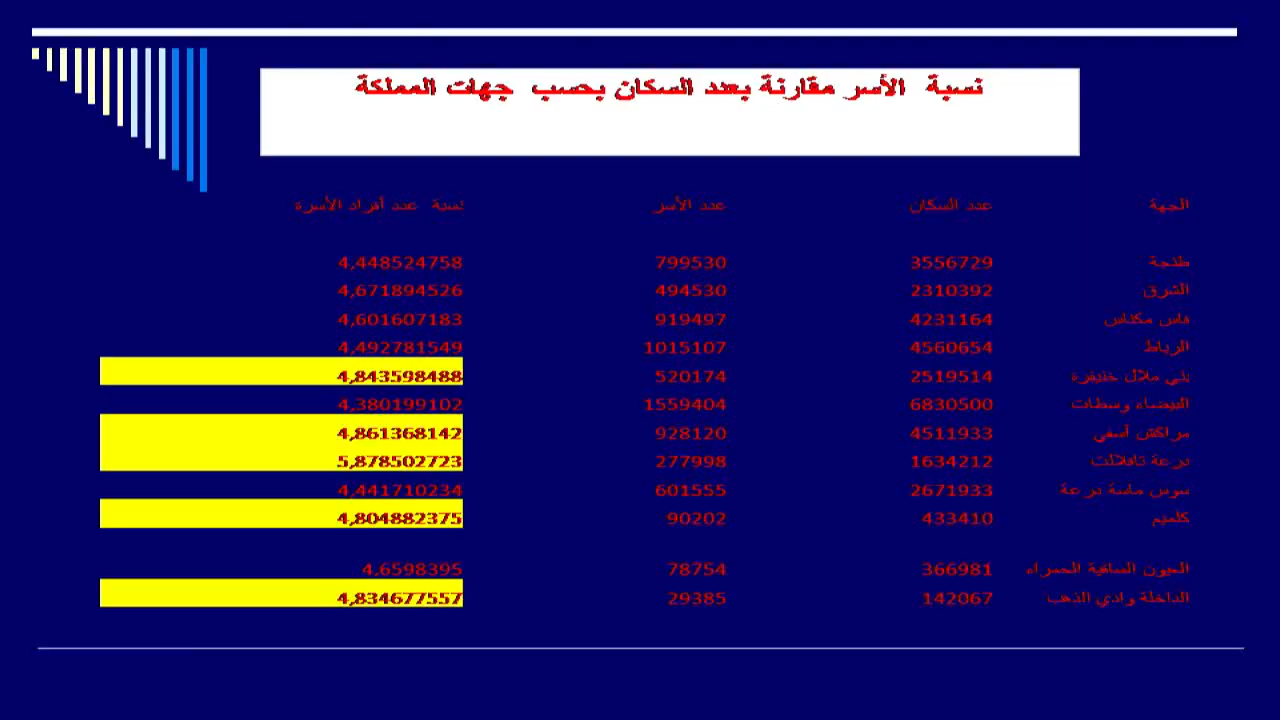 نسبة الأسر مقارنة بعدد السكان بحسب جهات المملكة
الجهة عدد السكان عدد الأسر نسبة عدد أفراد الأسرة
طنجة 3556729 799530 4,448524758
الشرق 2310392 494530 4,671894526
فاس مكناس 4231164 919497 4,601607183
الرباط 4560654 1015107 4,492781549
بني ملال خنيفرة 2519514 520174 4,843598488
البيضاء وسطات 6830500 1559404 4,380199102
مراكش أسفي 4511933 928120 4,861368142
درعة تافلالت 1634212 277998 5,878502723
سوس ماسة درعة 2671933 601555 4,441710234
كلميم 433410 90202 4,804882375
العيون الساقية الحمراء 366981 78754 4,6598395
الداخلة وادي الذهب 142067 29385 4,834677557